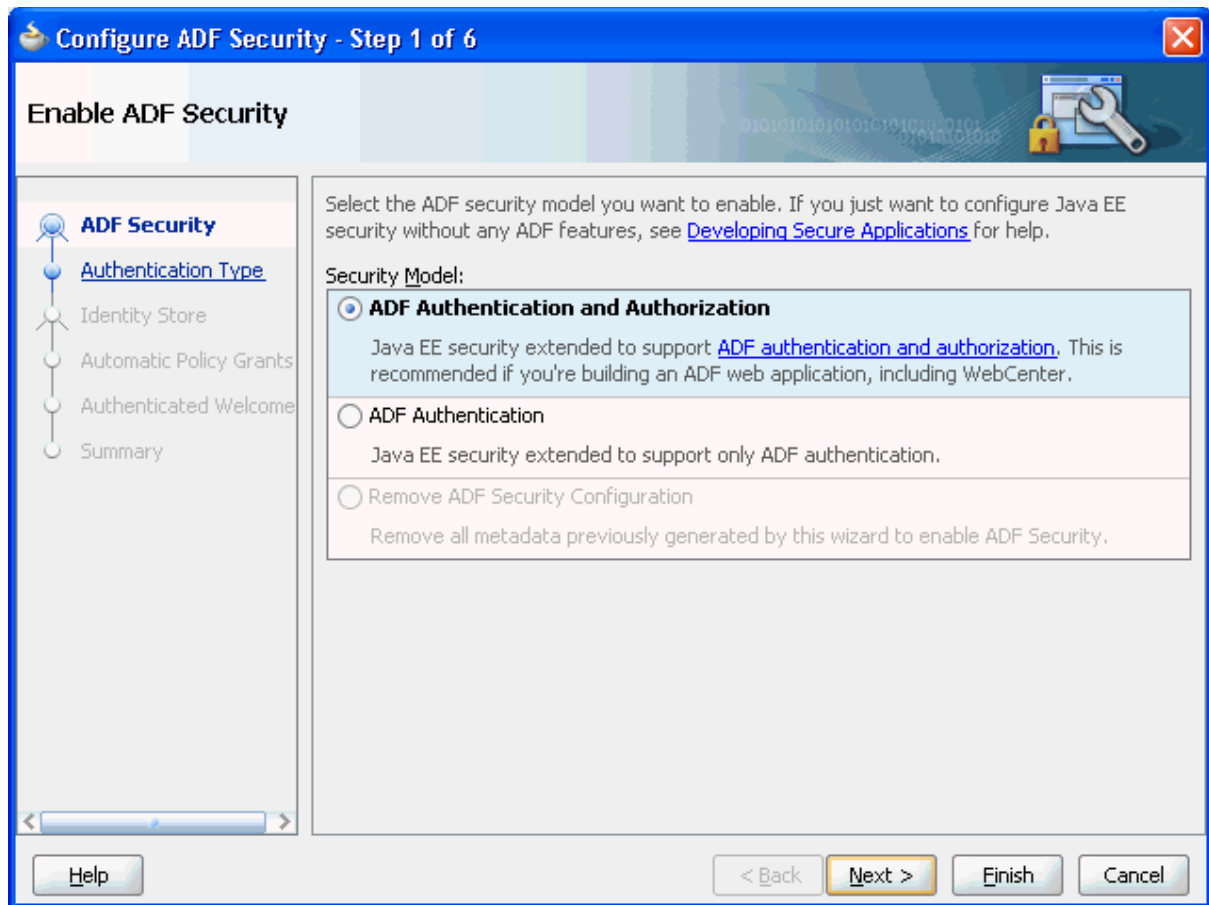 Configure ADF Security - Step 1 of 6
Enable ADF Security
ADF Security
Authentication Type
Identity Store
Automatic Policy Grants
Authenticated Welcome
Summary
Select the ADF security model you want to enable. If you just want to configure Java EE
security without any ADF features, see Developing Secure Applications for help.
Security Model:
ADF Authentication and Authorization
Java EE security extended to support ADF authentication and authorization. This is
recommended if you're building an ADF web application, including WebCenter.
ADF Authentication
Java EE security extended to support only ADF authentication.
Remove ADF Security Configuration
Remove all metadata previously generated by this wizard to enable ADF Security.
Help
< Back
Next >
Finish
Cancel